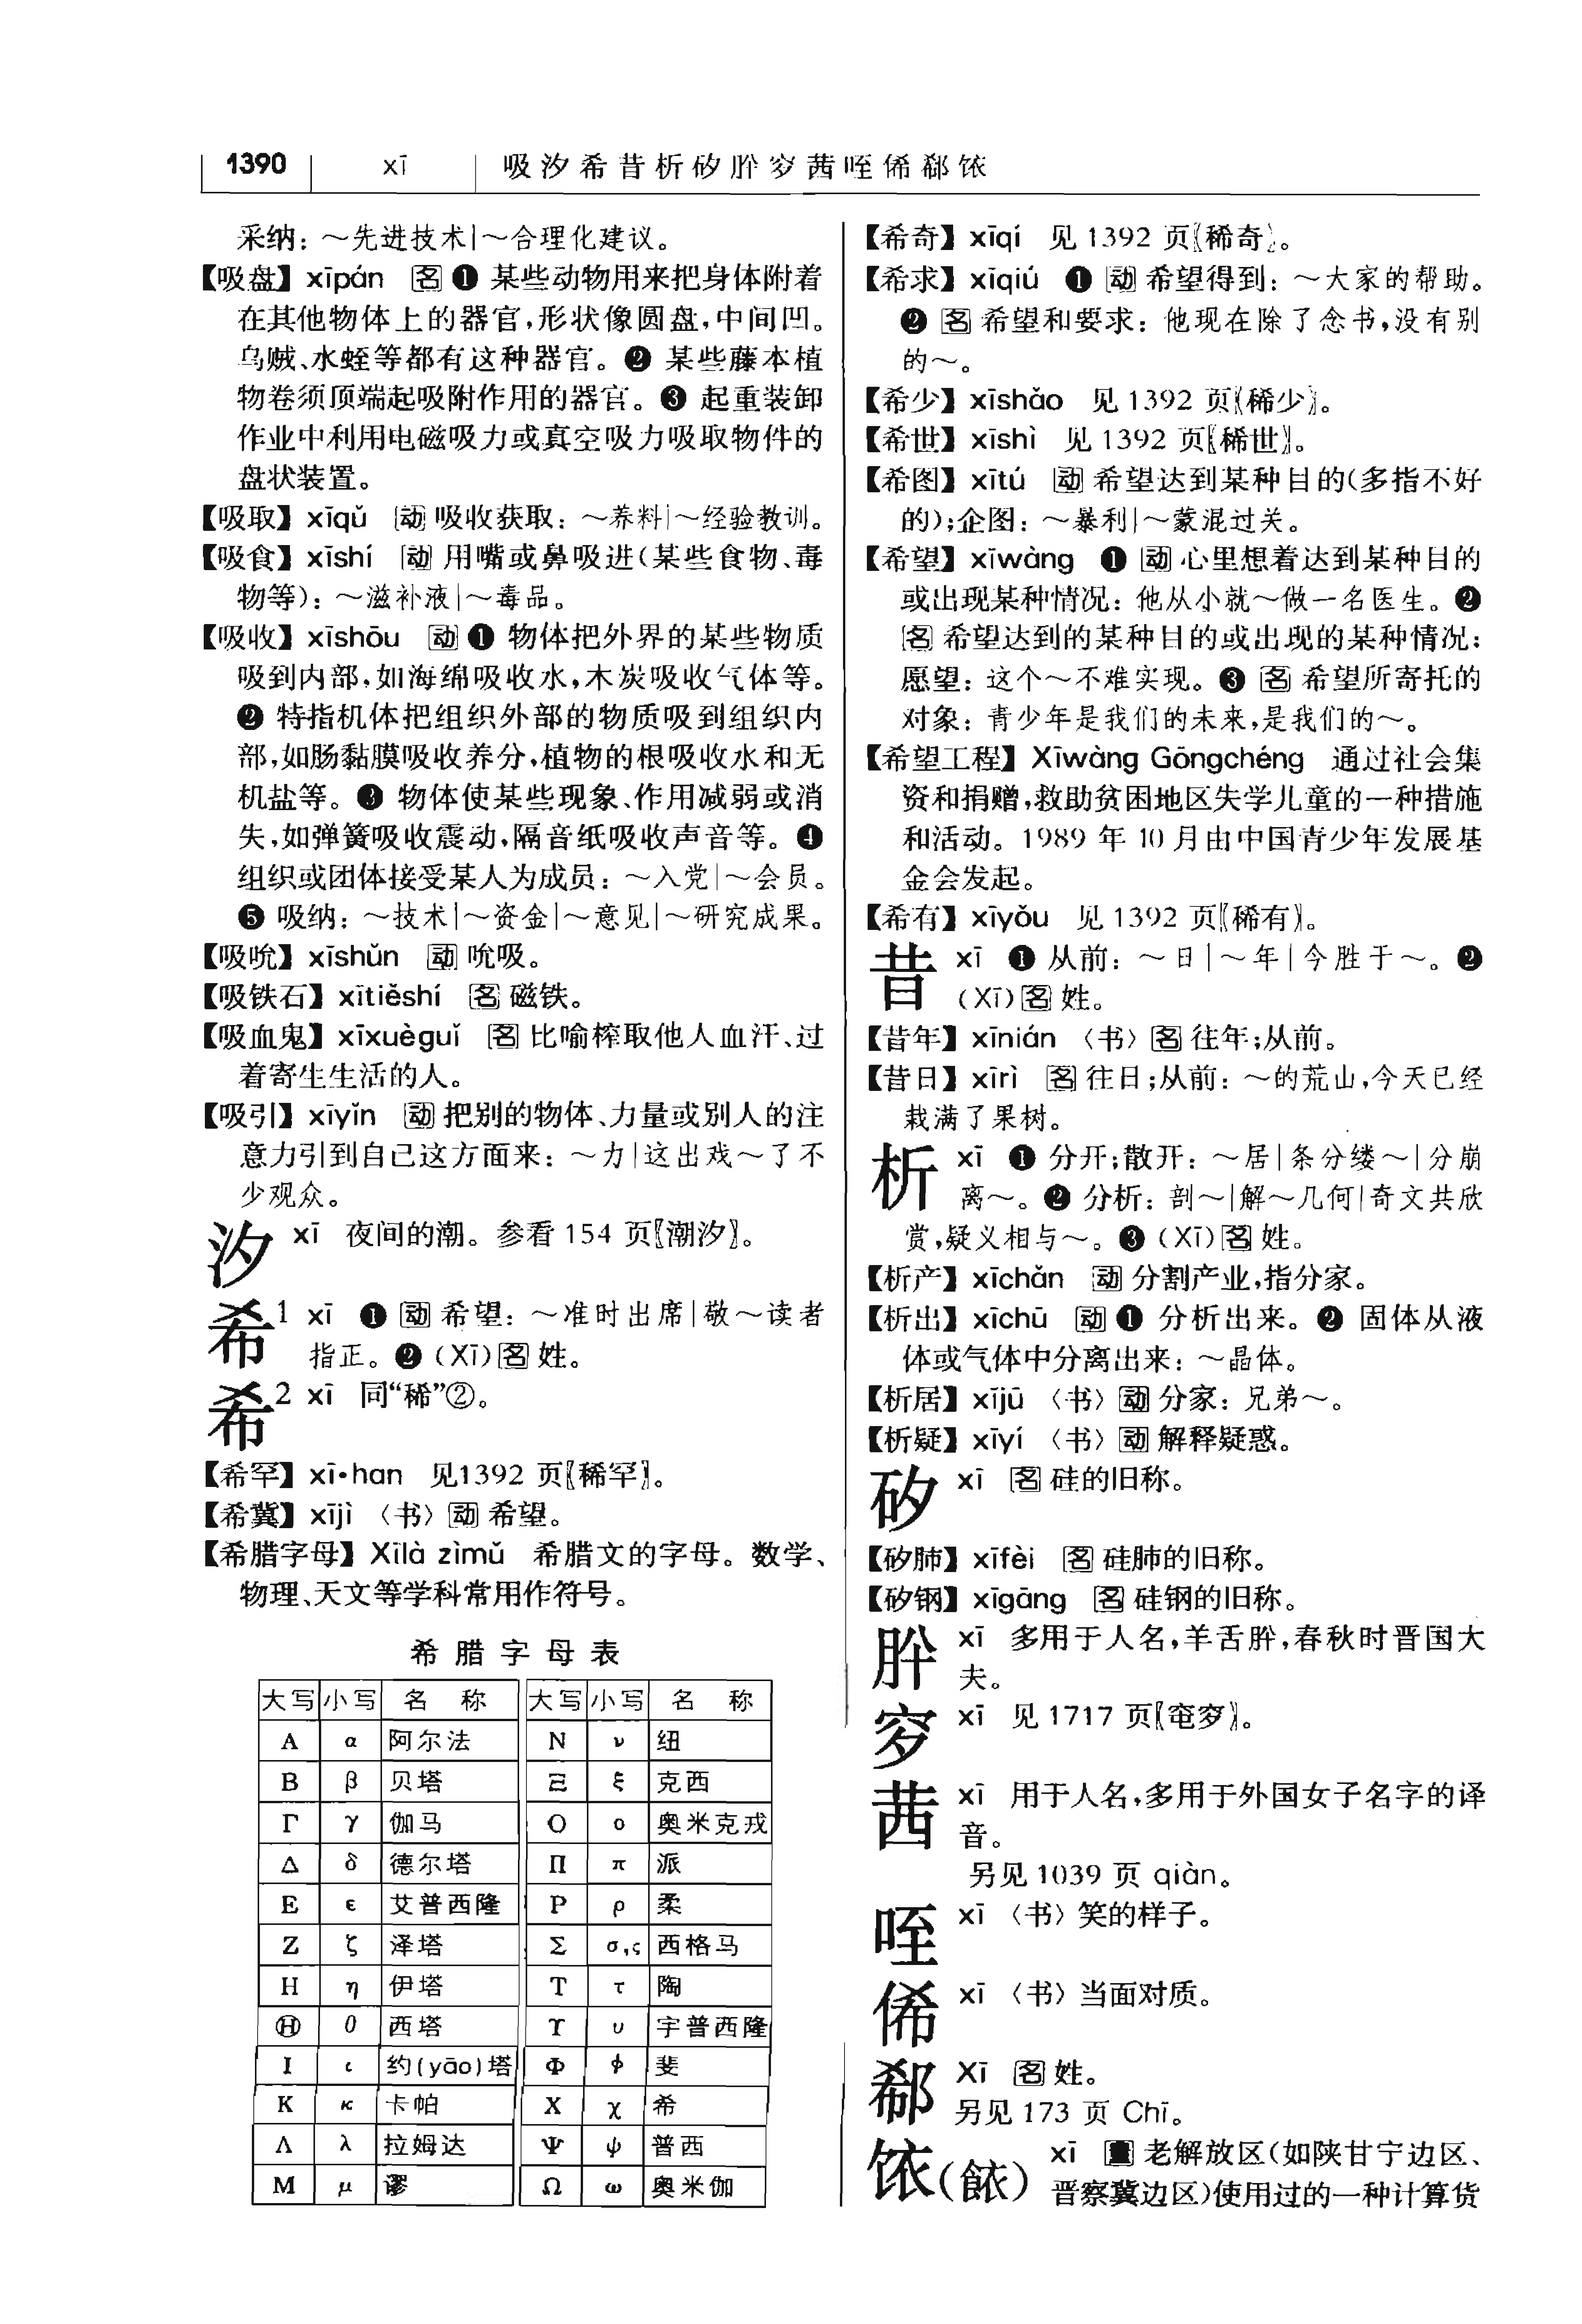 1390 xī 吸汐希昔析矽肸穸茜咥俙郗饻
采纳：～先进技术|～合理化建议。
【吸盘】xīpán 名❶ 某些动物用来把身体附着
在其他物体上的器官,形状像圆盘,中间凹。
乌贼、水蛭等都有这种器官。❷ 某些藤本植
物卷须顶端起吸附作用的器官。❸ 起重装卸
作业中利用电磁吸力或真空吸力吸取物件的
盘状装置。
【吸取】xīqǔ 动 吸收获取：～养料|～经验教训。
【吸食】xīshí 动 用嘴或鼻吸进(某些食物、毒
物等)：～滋补液|～毒品。
【吸收】xīshōu 动❶ 物体把外界的某些物质
吸到内部,如海绵吸收水,木炭吸收气体等。
❷ 特指机体把组织外部的物质吸到组织内
部,如肠黏膜吸收养分,植物的根吸收水和无
机盐等。❸ 物体使某些现象、作用减弱或消
失,如弹簧吸收震动,隔音纸吸收声音等。❹
组织或团体接受某人为成员：～入党|～会员。
❺ 吸纳：～技术|～资金|～意见|～研究成果。
【吸吮】xīshǔn 动 吮吸。
【吸铁石】xītiěshí 名 磁铁。
【吸血鬼】xīxuèguǐ 名 比喻榨取他人血汗、过
着寄生生活的人。
【吸引】xīyǐn 动 把别的物体、力量或别人的注
意力引到自己这方面来：～力|这出戏～了不
少观众。
汐 xī 夜间的潮。参看 154 页〖潮汐〗。
希1 xī ❶ 动 希望：～准时出席|敬～读者
指正。❷ (Xī)名 姓。
希2 xī 同“稀”②。
【希罕】xī·han 见1392 页〖稀罕〗。
【希冀】xījì 〈书〉动 希望。
【希腊字母】Xīlà zìmǔ 希腊文的字母。数学、
物理、天文等学科常用作符号。
希腊字母表
大写 小写 名称 大写 小写 名称
Α α 阿尔法 Ν ν 纽
Β β 贝塔 Ξ ξ 克西
Γ γ 伽马 Ο ο 奥米克戎
Δ δ 德尔塔 Π π 派
Ε ε 艾普西隆 Ρ ρ 柔
Ζ ζ 泽塔 Σ σ,ς 西格马
Η η 伊塔 Τ τ 陶
Θ θ 西塔 Υ υ 宇普西隆
Ι ι 约(yāo)塔 Φ φ 斐
Κ κ 卡帕 Χ χ 希
Λ λ 拉姆达 Ψ ψ 普西
Μ μ 谬 Ω ω 奥米伽
【希奇】xīqí 见 1392 页〖稀奇〗。
【希求】xīqiú ❶ 动 希望得到：～大家的帮助。
❷ 名 希望和要求：他现在除了念书,没有别
的～。
【希少】xīshǎo 见 1392 页〖稀少〗。
【希世】xīshì 见 1392 页〖稀世〗。
【希图】xītú 动 希望达到某种目的(多指不好
的);企图：～暴利|～蒙混过关。
【希望】xīwàng ❶ 动 心里想着达到某种目的
或出现某种情况：他从小就～做一名医生。❷
名 希望达到的某种目的或出现的某种情况；
愿望：这个～不难实现。❸ 名 希望所寄托的
对象：青少年是我们的未来,是我们的～。
【希望工程】Xīwàng Gōngchéng 通过社会集
资和捐赠,救助贫困地区失学儿童的一种措施
和活动。1989 年 10 月由中国青少年发展基
金会发起。
【希有】xīyǒu 见 1392 页〖稀有〗。
昔 xī ❶ 从前：～日|～年|今胜于～。❷
(Xī)名 姓。
【昔年】xīnián 〈书〉名 往年;从前。
【昔日】xīrì 名 往日;从前：～的荒山,今天已经
栽满了果树。
析 xī ❶ 分开;散开：～居|条分缕～|分崩
离～。❷ 分析：剖～|解～几何|奇文共欣
赏,疑义相与～。❸ (Xī)名 姓。
【析产】xīchǎn 动 分割产业,指分家。
【析出】xīchū 动❶ 分析出来。❷ 固体从液
体或气体中分离出来：～晶体。
【析居】xījū 〈书〉动 分家：兄弟～。
【析疑】xīyí 〈书〉动 解释疑惑。
矽 xī 名 硅的旧称。
【矽肺】xīfèi 名 硅肺的旧称。
【矽钢】xīgāng 名 硅钢的旧称。
肸 xī 多用于人名,羊舌肸,春秋时晋国大
夫。
穸 xī 见 1717 页〖窀穸〗。
茜 xī 用于人名,多用于外国女子名字的译
音。
另见 1039 页 qiàn。
咥 xī 〈书〉笑的样子。
俙 xī 〈书〉当面对质。
郗 Xī 名 姓。
另见 173 页 Chī。
饻(餏) xī 量 老解放区(如陕甘宁边区、
晋察冀边区)使用过的一种计算货